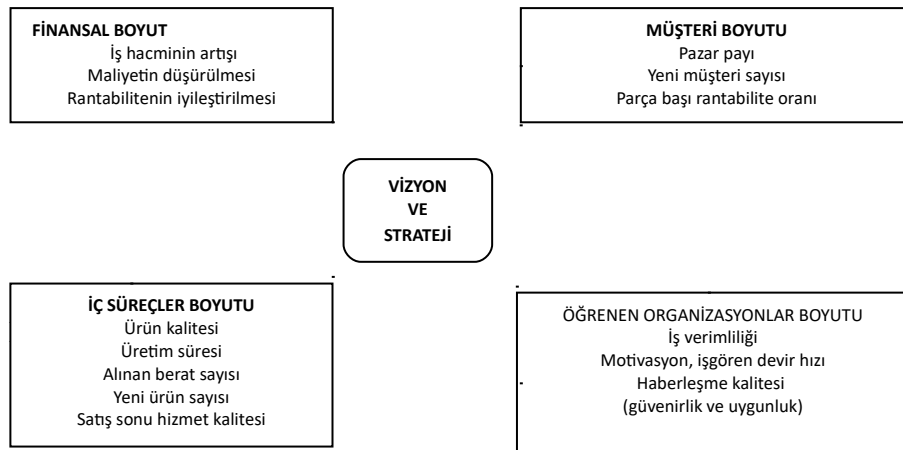 FİNANSAL BOYUT
İş hacminin artışı
Maliyetin düşürülmesi
Rantabilitenin iyileştirilmesi
MÜŞTERİ BOYUTU
Pazar payı
Yeni müşteri sayısı
Parça başı rantabilite oranı
VİZYON
VE
STRATEJİ
İÇ SÜREÇLER BOYUTU
Ürün kalitesi
Üretim süresi
Alınan berat sayısı
Yeni ürün sayısı
Satış sonu hizmet kalitesi
ÖĞRENEN ORGANİZASYONLAR BOYUTU
İş verimliliği
Motivasyon, işgören devir hızı
Haberleşme kalitesi
(güvenirlik ve uygunluk)